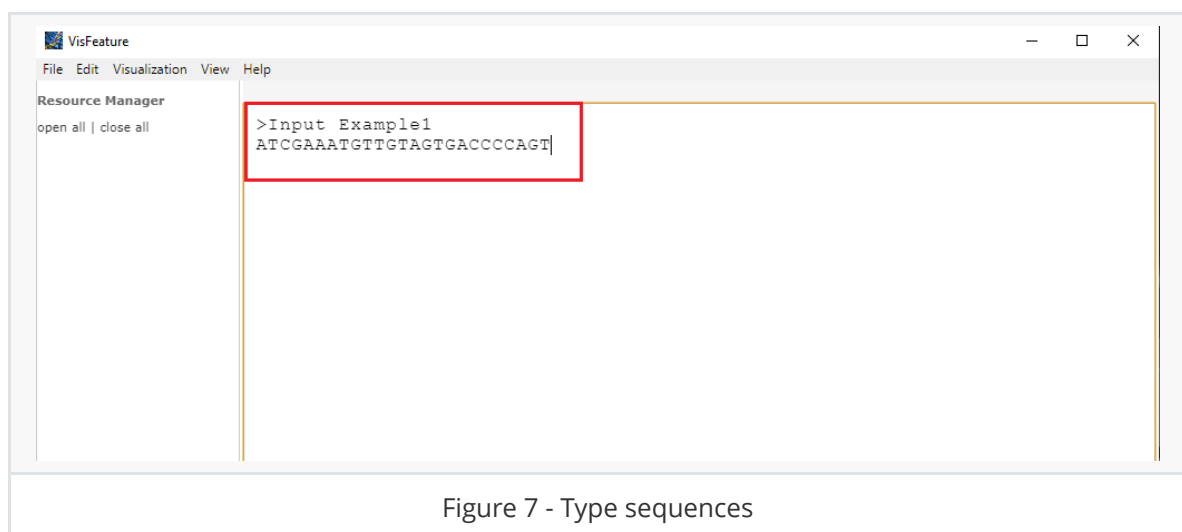 VisFeature
File Edit Visualization View Help
Resource Manager
open all | close all
>Input Example1
ATCGAAATGTTGTAGTGACCCCAGT
Figure 7 - Type sequences